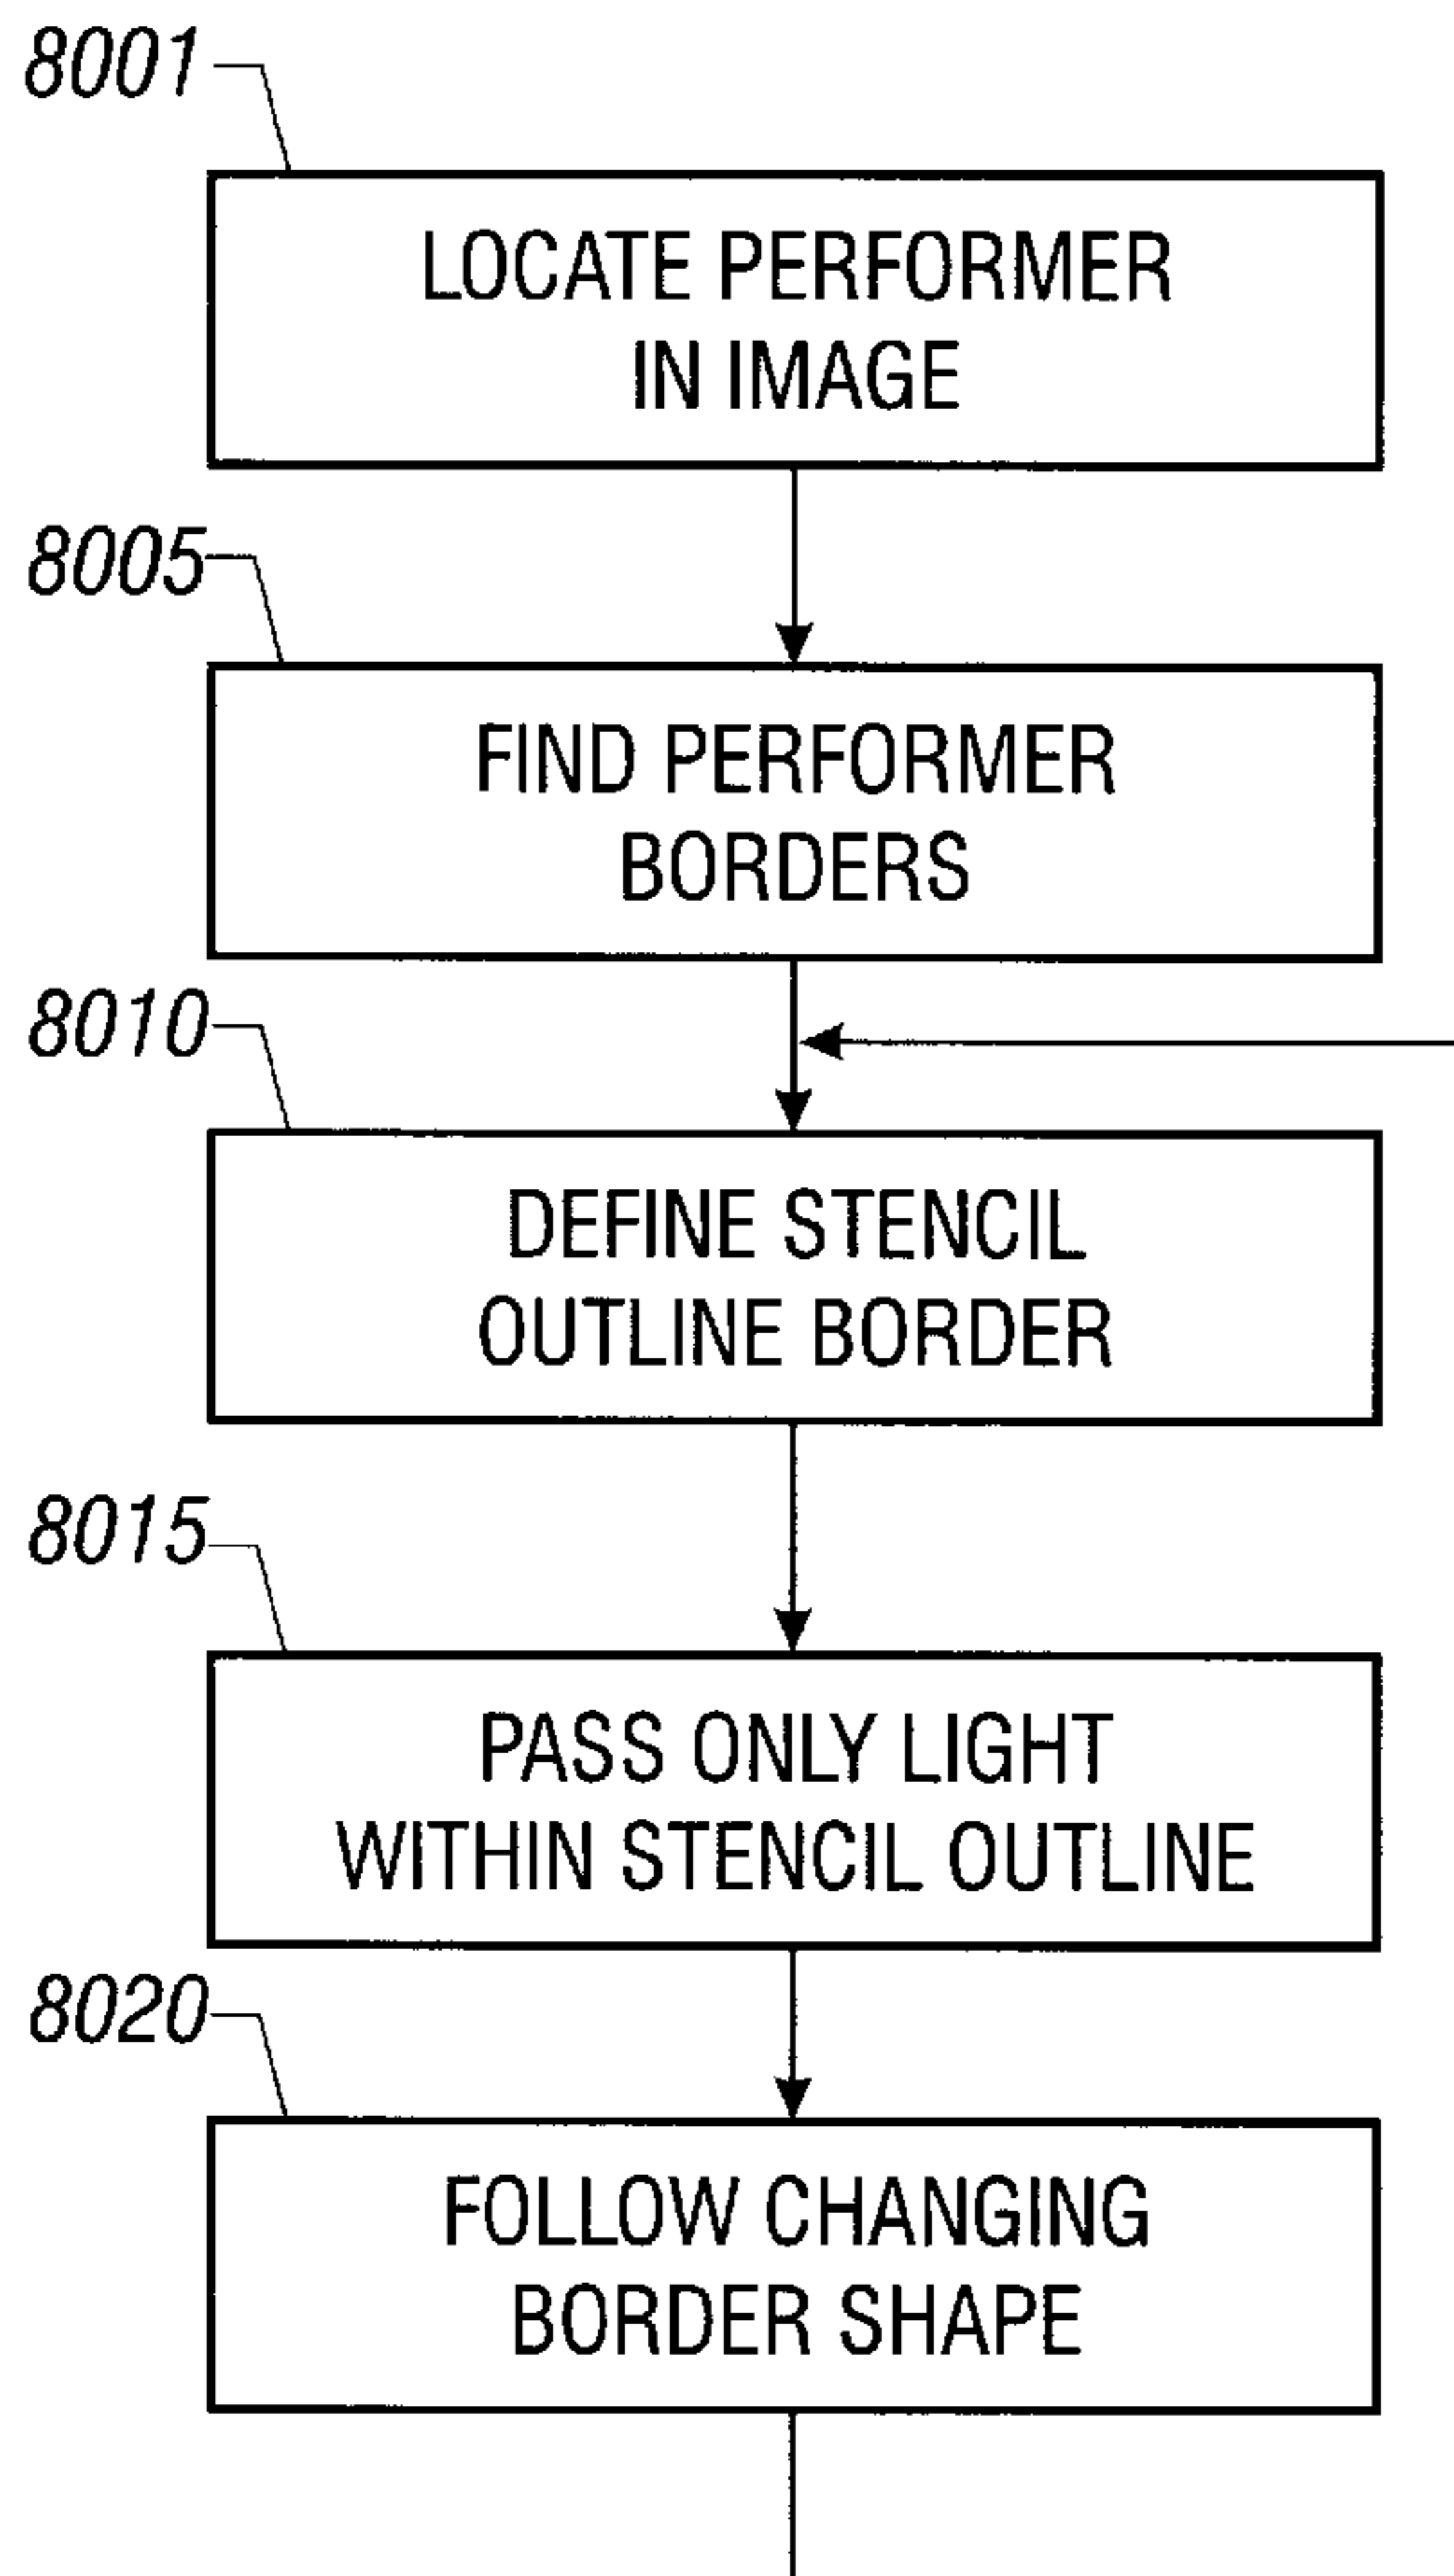 8001
LOCATE PERFORMER
IN IMAGE
8005
FIND PERFORMER
BORDERS
8010
DEFINE STENCIL
OUTLINE BORDER
8015
PASS ONLY LIGHT
WITHIN STENCIL OUTLINE
8020
FOLLOW CHANGING
BORDER SHAPE